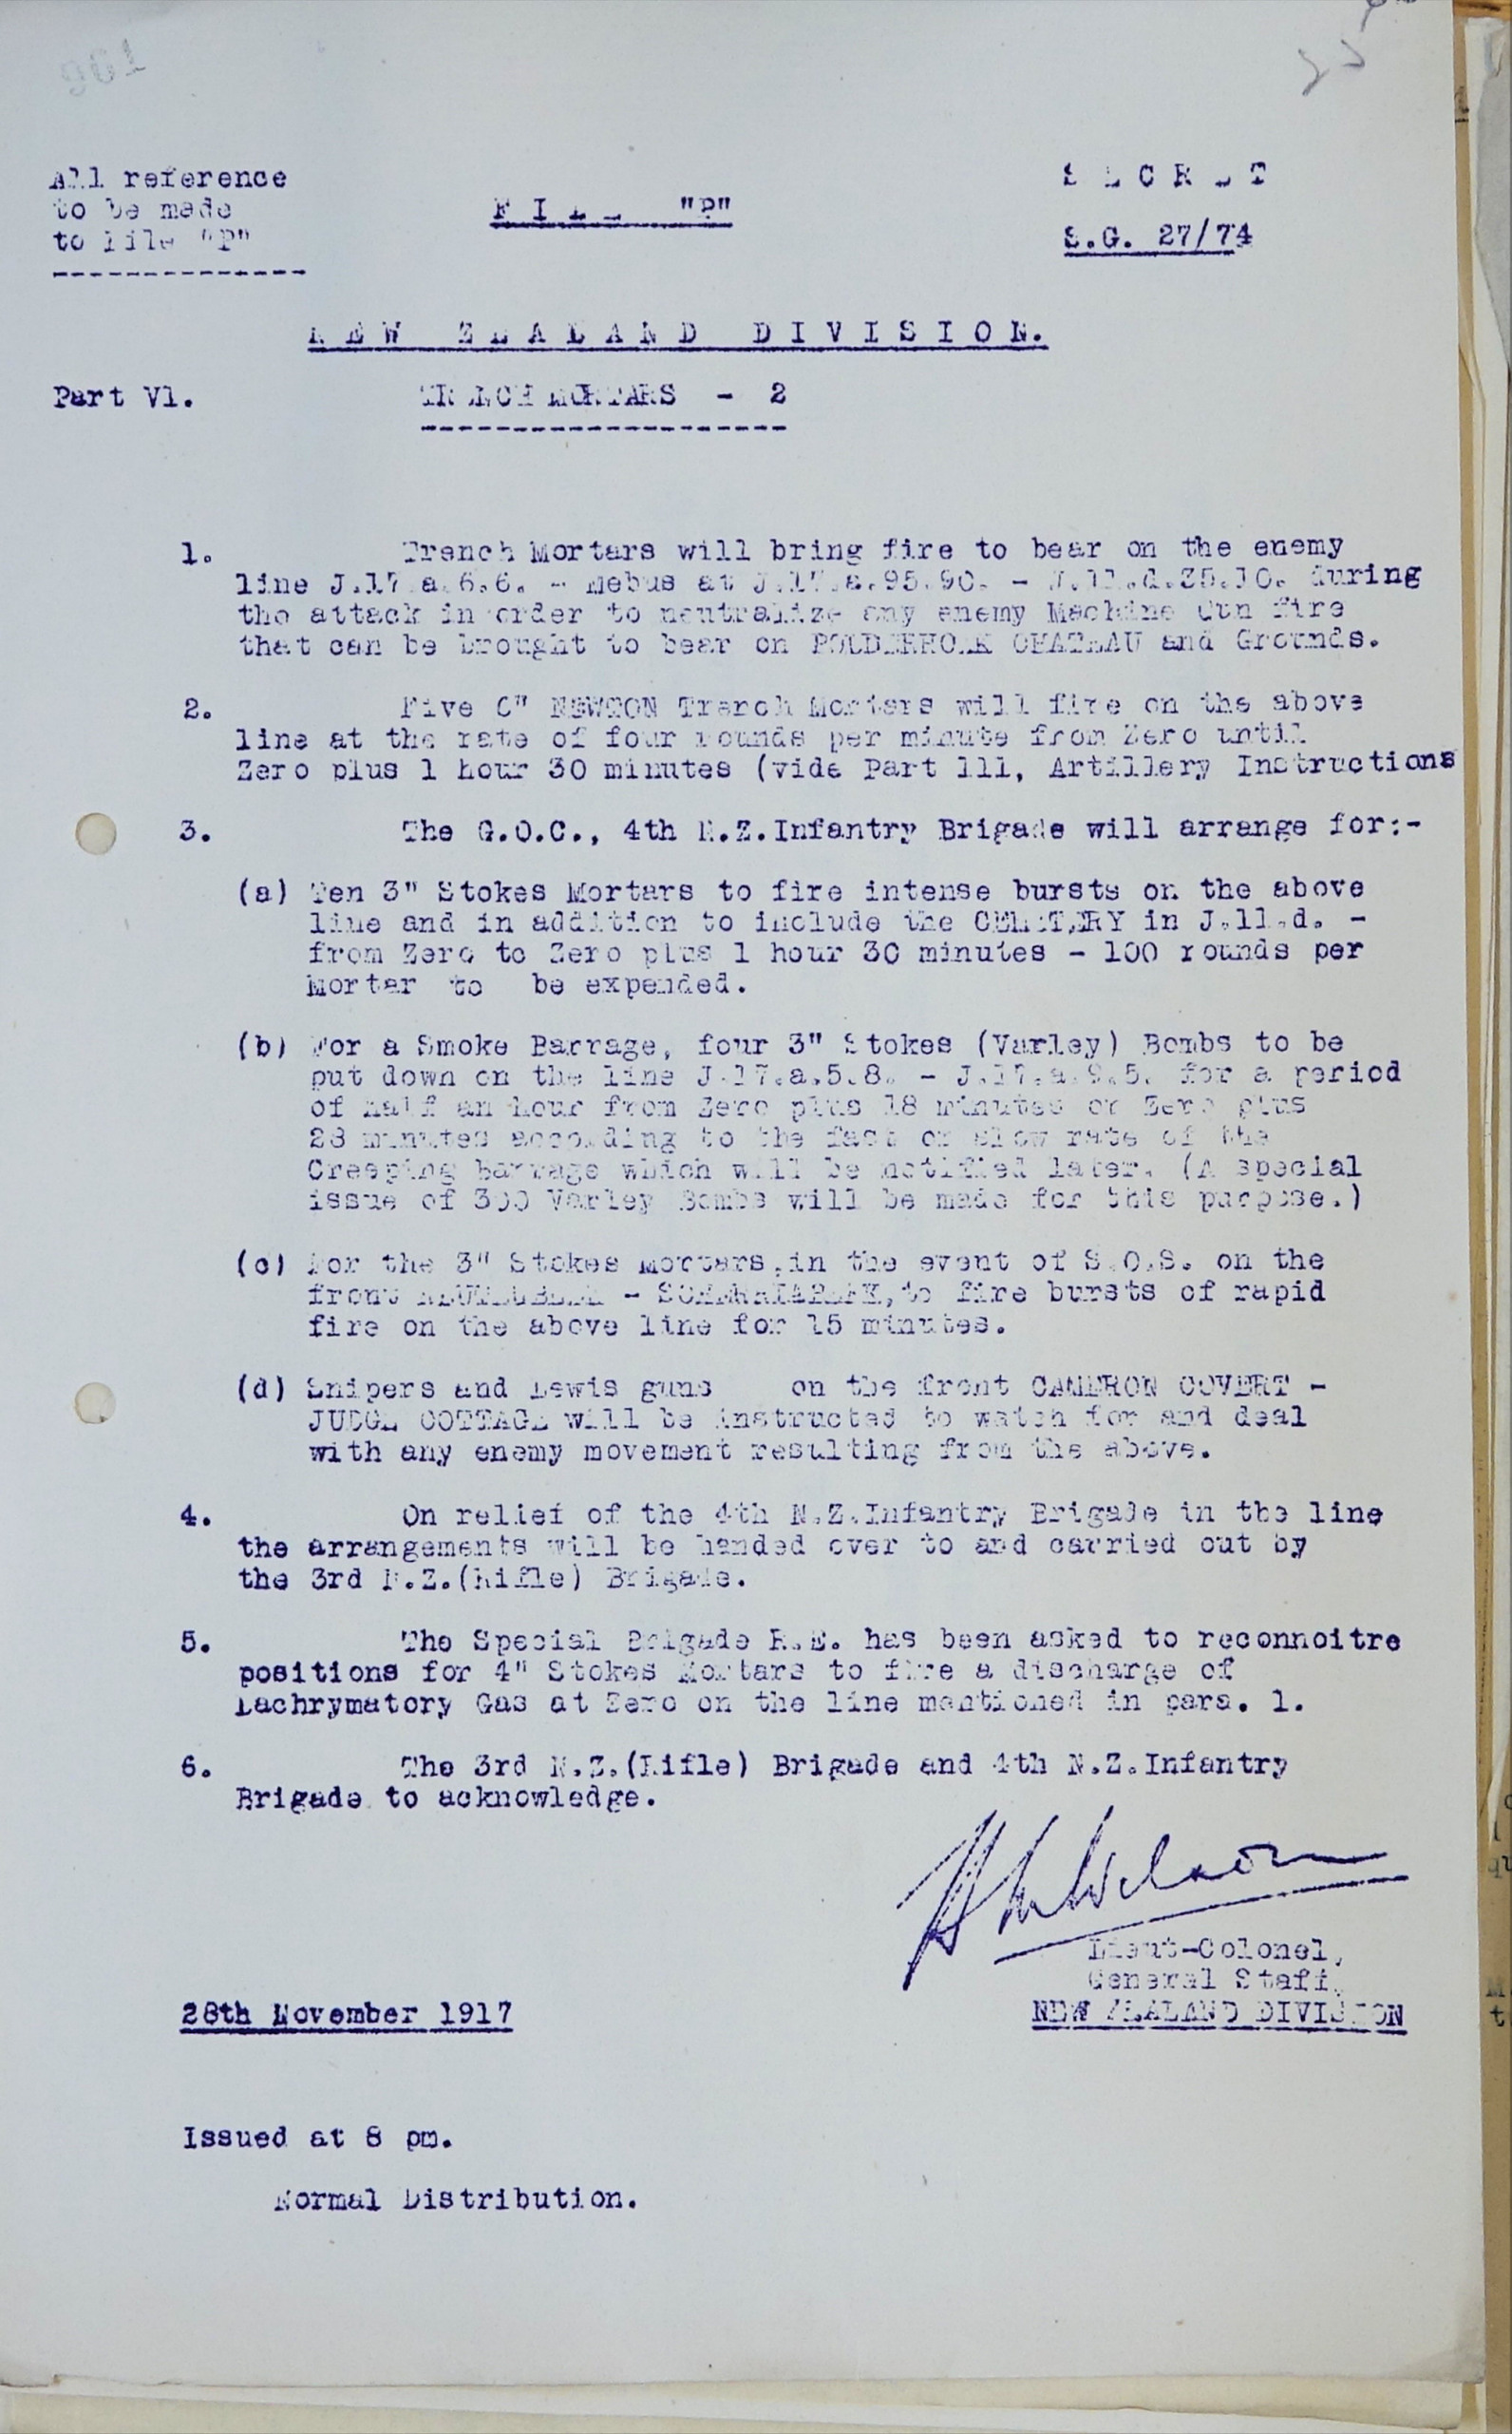 901
All reference
to be made
to File "P"
FILE "P"
SECRET
S.G. 27/74
NEW ZEALAND DIVISION.
Part V1.
TRENCH MORTARS - 2
1. Trench Mortars will bring fire to bear on the enemy
line J.17.a.6.6. - Mebus at J.17.a.95.90. - J.11.d.35.10. during
the attack in order to neutralize any enemy Machine Gun fire
that can be brought to bear on POLDERHOEK CHATEAU and Grounds.
2. Five 6" NEWTON Trench Mortars will fire on the above
line at the rate of four rounds per minute from Zero until
Zero plus 1 hour 30 minutes (vide Part 111, Artillery Instructions
3. The G.O.C., 4th N.Z.Infantry Brigade will arrange for:-
(a) Ten 3" Stokes Mortars to fire intense bursts on the above
line and in addition to include the CEMETERY in J.11.d. -
from Zero to Zero plus 1 hour 30 minutes - 100 rounds per
Mortar to be expended.
(b) For a Smoke Barrage, four 3" Stokes (Varley) Bombs to be
put down on the line J.17.a.5.8. - J.17.a.9.5. for a period
of half an hour from Zero plus 18 minutes or Zero plus
28 minutes according to the fast or slow rate of the
Creeping Barrage which will be notified later. (A special
issue of 300 Varley Bombs will be made for this purpose.)
(c) For the 3" Stokes Mortars,in the event of S.O.S. on the
front - to fire bursts of rapid
fire on the above line for 15 minutes.
(d) Snipers and Lewis guns on the front CAMERON COVERT -
JUDGE COTTAGE will be instructed to watch for and deal
with any enemy movement resulting from the above.
4. On relief of the 4th N.Z.Infantry Brigade in the line
the arrangements will be handed over to and carried out by
the 3rd N.Z.(Rifle) Brigade.
5. The Special Brigade R.E. has been asked to reconnoitre
positions for 4" Stokes Mortars to fire a discharge of
Lachrymatory Gas at Zero on the line mentioned in para. 1.
6. The 3rd N.Z.(Rifle) Brigade and 4th N.Z.Infantry
Brigade to acknowledge.
Lieut-Colonel,
General Staff,
NEW ZEALAND DIVISION
28th November 1917
Issued at 8 pm.
Normal Distribution.